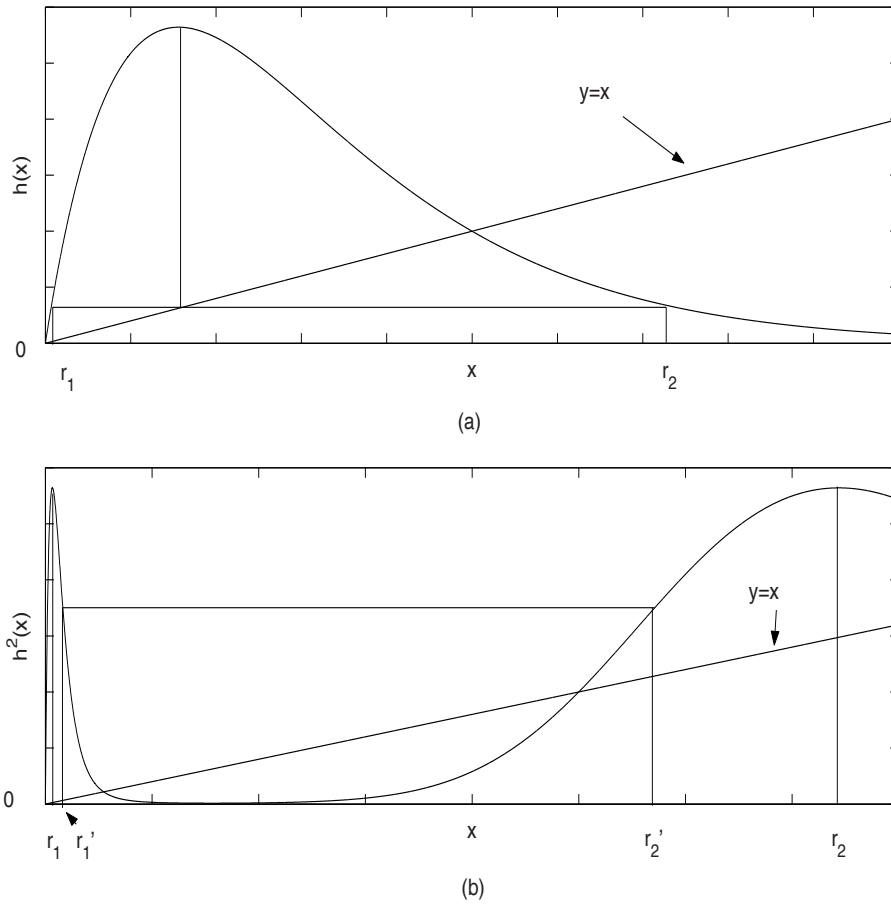 y=x
h(x)
0
r₁
x
r₂
(a)
y=x
h²(x)
0
r₁ r₁’
x
r₂’
r₂
(b)